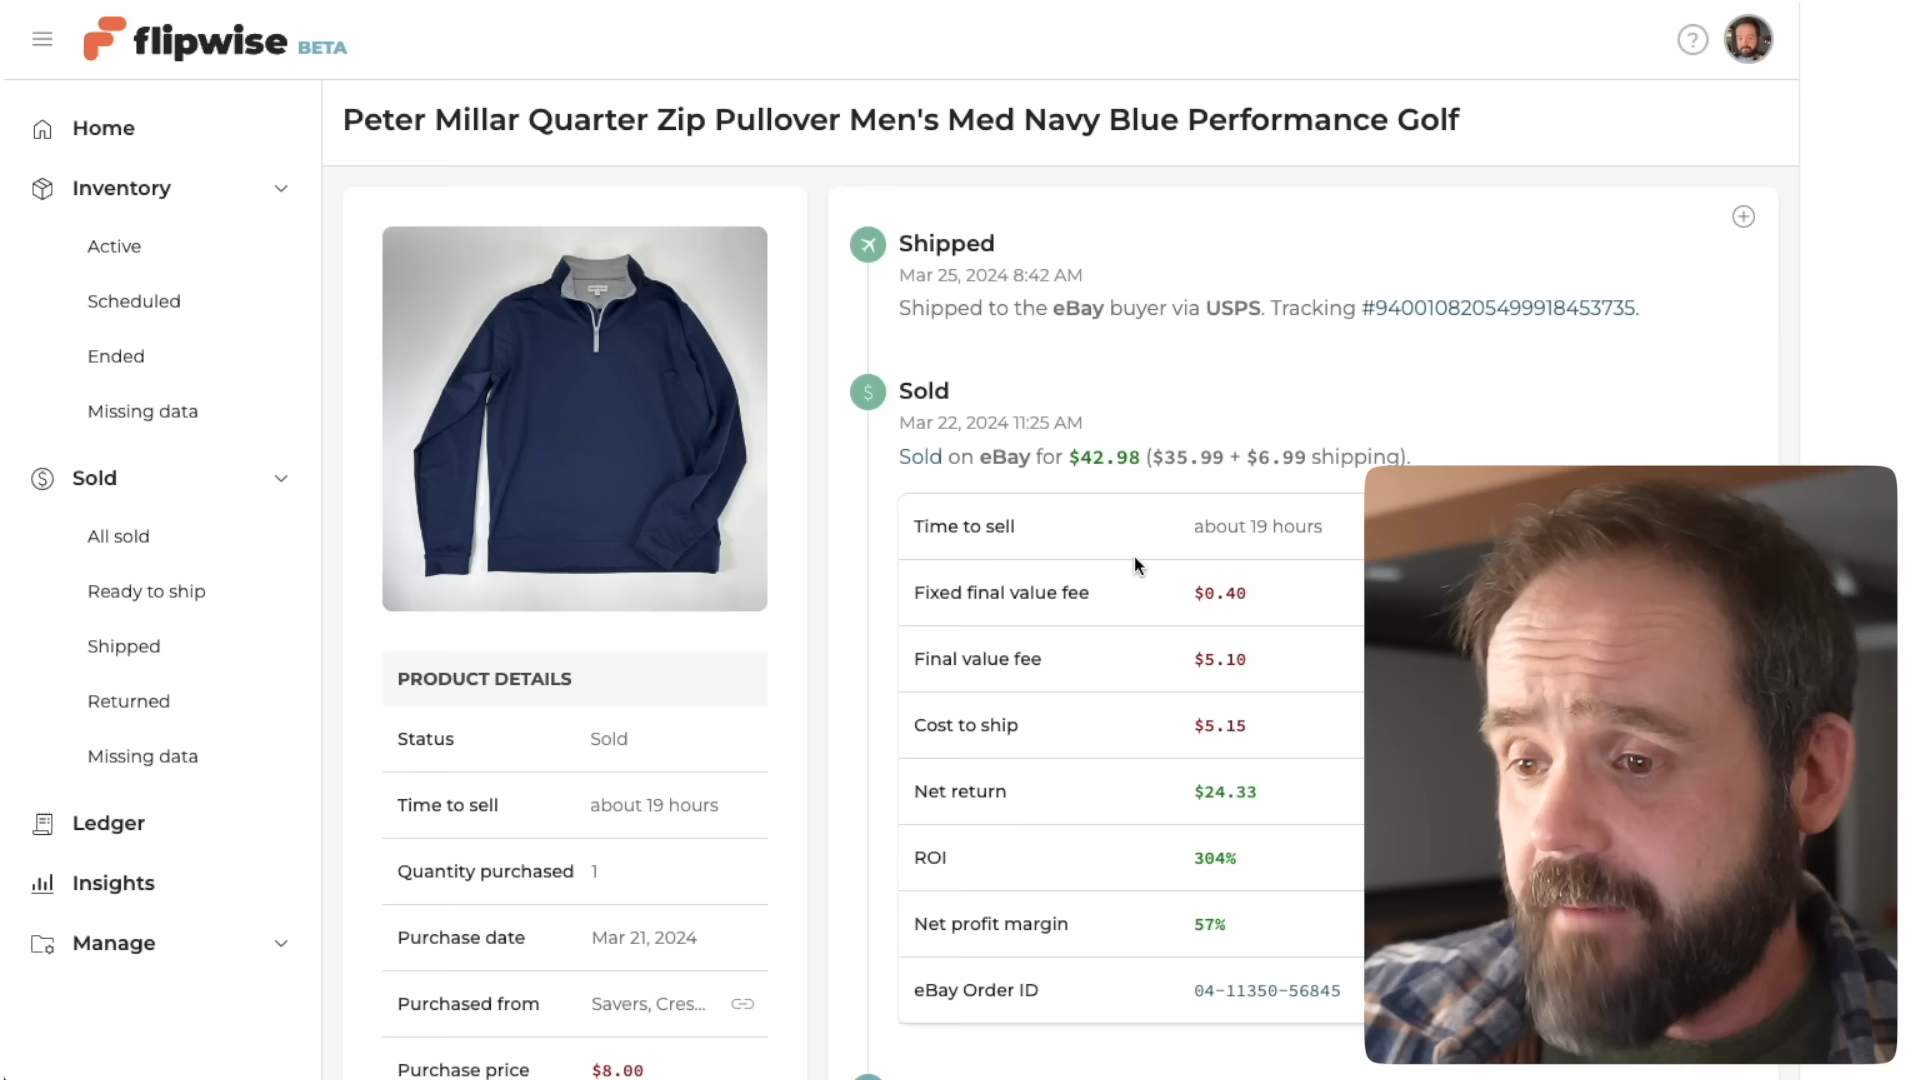 flipwise BETA
?
Peter Millar Quarter Zip Pullover Men's Med Navy Blue Performance Golf
Home
Inventory
Active
Scheduled
Ended
Missing data
Sold
All sold
Ready to ship
Shipped
Returned
Missing data
Ledger
Insights
Manage
PRODUCT DETAILS
Status Sold
Time to sell about 19 hours
Quantity purchased 1
Purchase date Mar 21, 2024
Purchased from Savers, Cres...
Purchase price $8.00
Shipped
Mar 25, 2024 8:42 AM
Shipped to the eBay buyer via USPS. Tracking #9400108205499918453735.
$ Sold
Mar 22, 2024 11:25 AM
Sold on eBay for $42.98 ($35.99 + $6.99 shipping).
Time to sell about 19 hours
Fixed final value fee $0.40
Final value fee $5.10
Cost to ship $5.15
Net return $24.33
ROI 304%
Net profit margin 57%
eBay Order ID 04-11350-56845